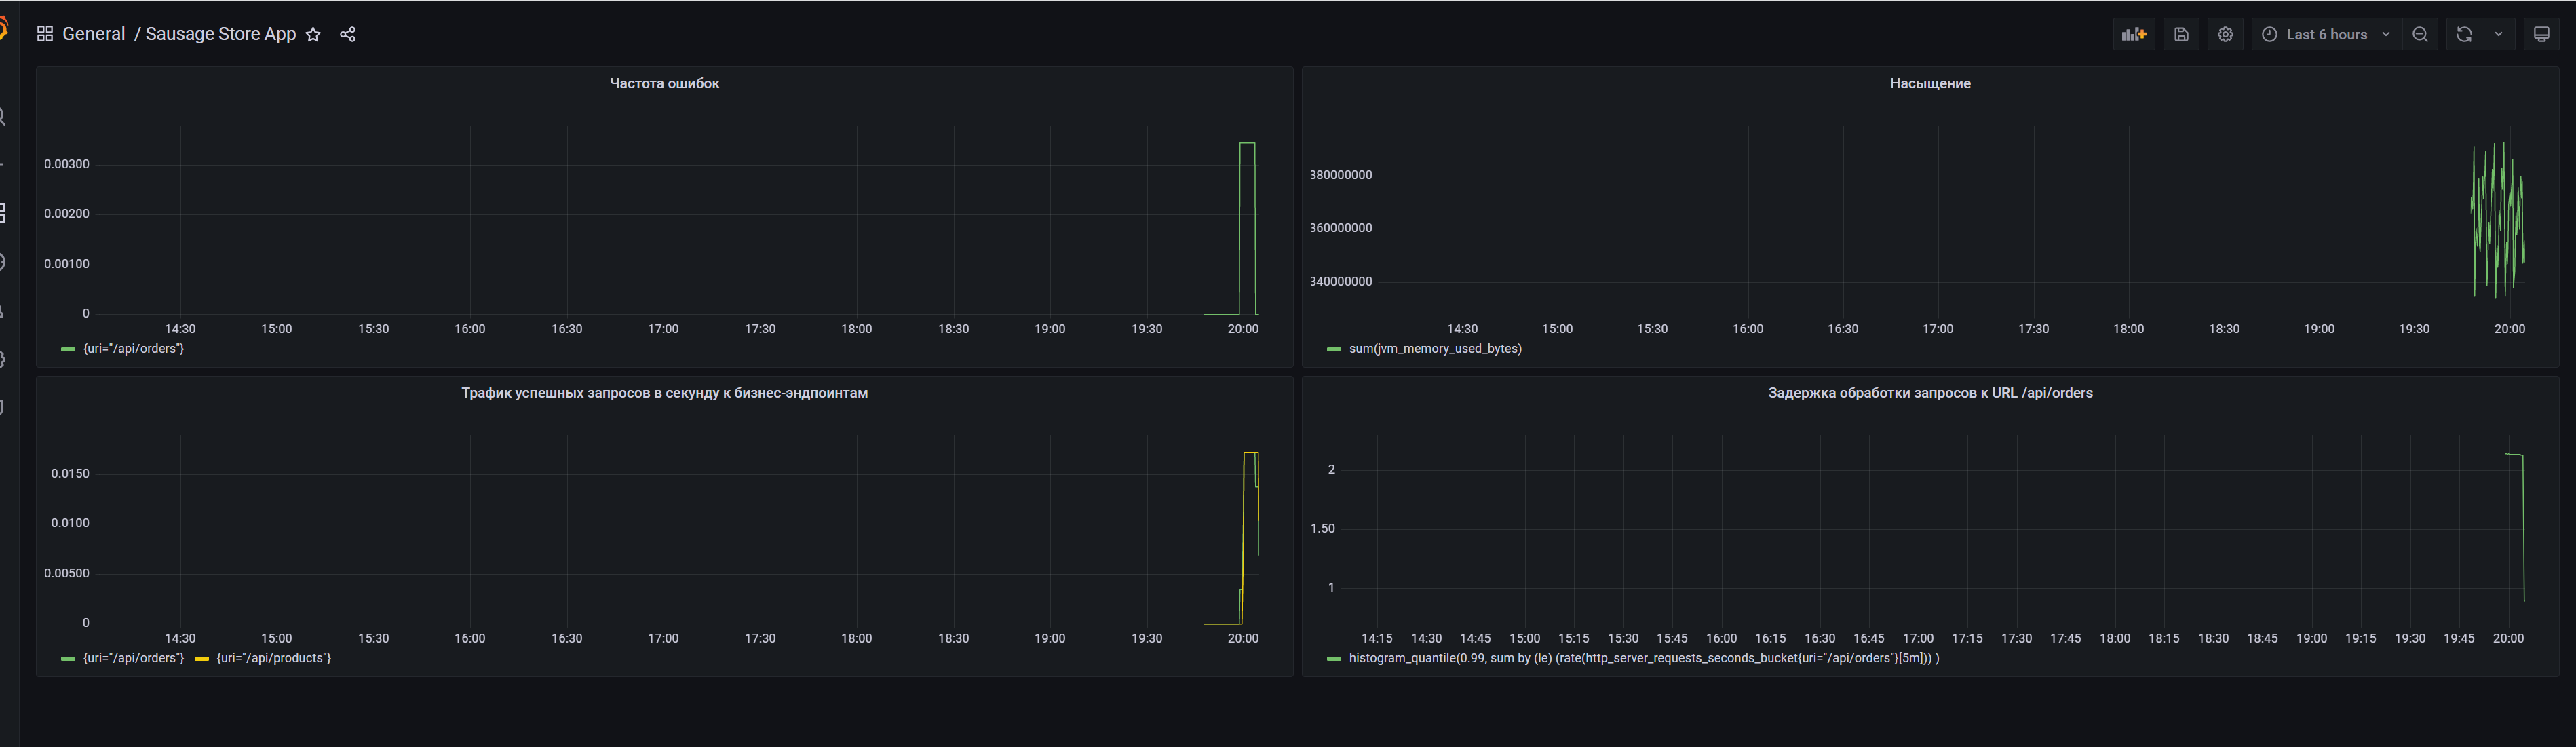 General / Sausage Store App
Last 6 hours
Частота ошибок
0.00300
0.00200
0.00100
0
14:30 15:00 15:30 16:00 16:30 17:00 17:30 18:00 18:30 19:00 19:30 20:00
{uri="/api/orders"}
Насыщение
380000000
360000000
340000000
14:30 15:00 15:30 16:00 16:30 17:00 17:30 18:00 18:30 19:00 19:30 20:00
sum(jvm_memory_used_bytes)
Трафик успешных запросов в секунду к бизнес-эндпоинтам
0.0150
0.0100
0.00500
0
14:30 15:00 15:30 16:00 16:30 17:00 17:30 18:00 18:30 19:00 19:30 20:00
{uri="/api/orders"} {uri="/api/products"}
Задержка обработки запросов к URL /api/orders
2
1.50
1
14:15 14:30 14:45 15:00 15:15 15:30 15:45 16:00 16:15 16:30 16:45 17:00 17:15 17:30 17:45 18:00 18:15 18:30 18:45 19:00 19:15 19:30 19:45 20:00
histogram_quantile(0.99, sum by (le) (rate(http_server_requests_seconds_bucket{uri="/api/orders"}[5m])) )